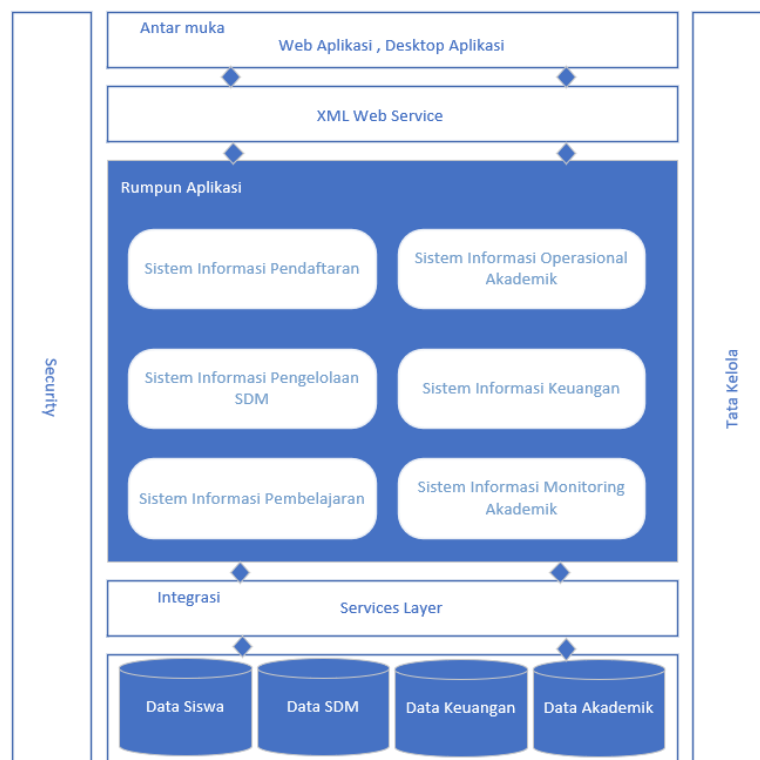 Antar muka
Web Aplikasi , Desktop Aplikasi
XML Web Service
Rumpun Aplikasi
Sistem Informasi Pendaftaran
Sistem Informasi Operasional
Akademik
Sistem Informasi Pengelolaan
SDM
Sistem Informasi Keuangan
Sistem Informasi Pembelajaran
Sistem Informasi Monitoring
Akademik
Integrasi
Services Layer
Data Siswa
Data SDM
Data Keuangan
Data Akademik
Security
Tata Kelola